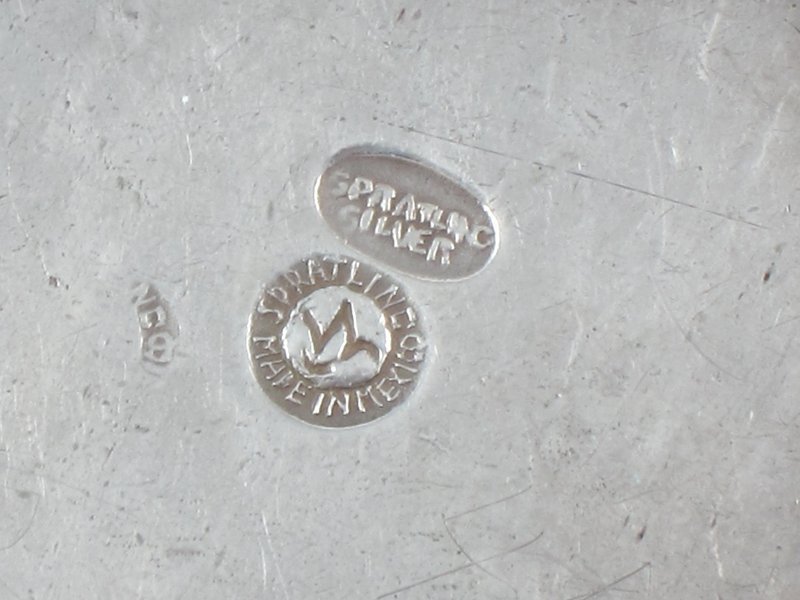 SPRATLING
SILVER
SPRATLING
MADE IN MEXICO